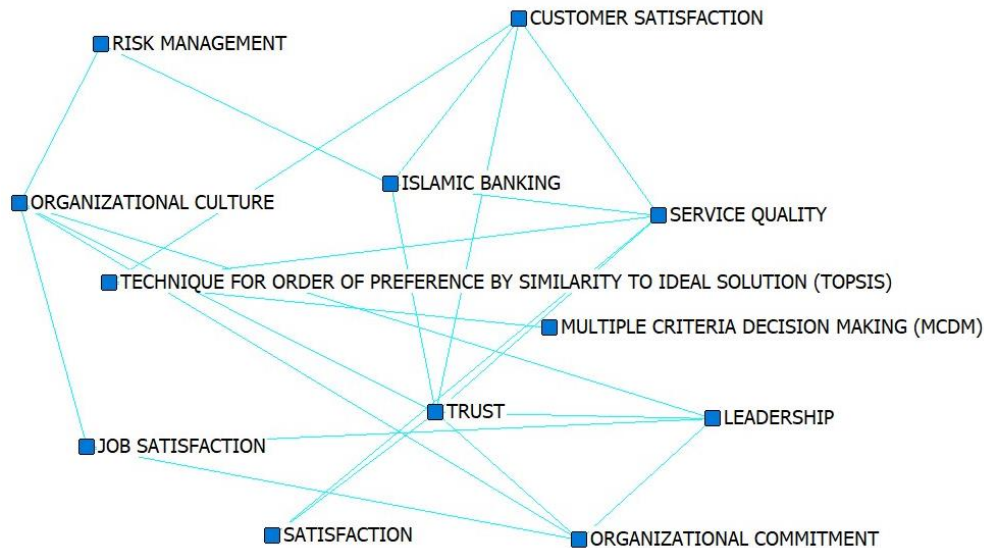 CUSTOMER SATISFACTION
RISK MANAGEMENT
ISLAMIC BANKING
ORGANIZATIONAL CULTURE
SERVICE QUALITY
TECHNIQUE FOR ORDER OF PREFERENCE BY SIMILARITY TO IDEAL SOLUTION (TOPSIS)
MULTIPLE CRITERIA DECISION MAKING (MCDM)
TRUST
LEADERSHIP
JOB SATISFACTION
SATISFACTION
ORGANIZATIONAL COMMITMENT